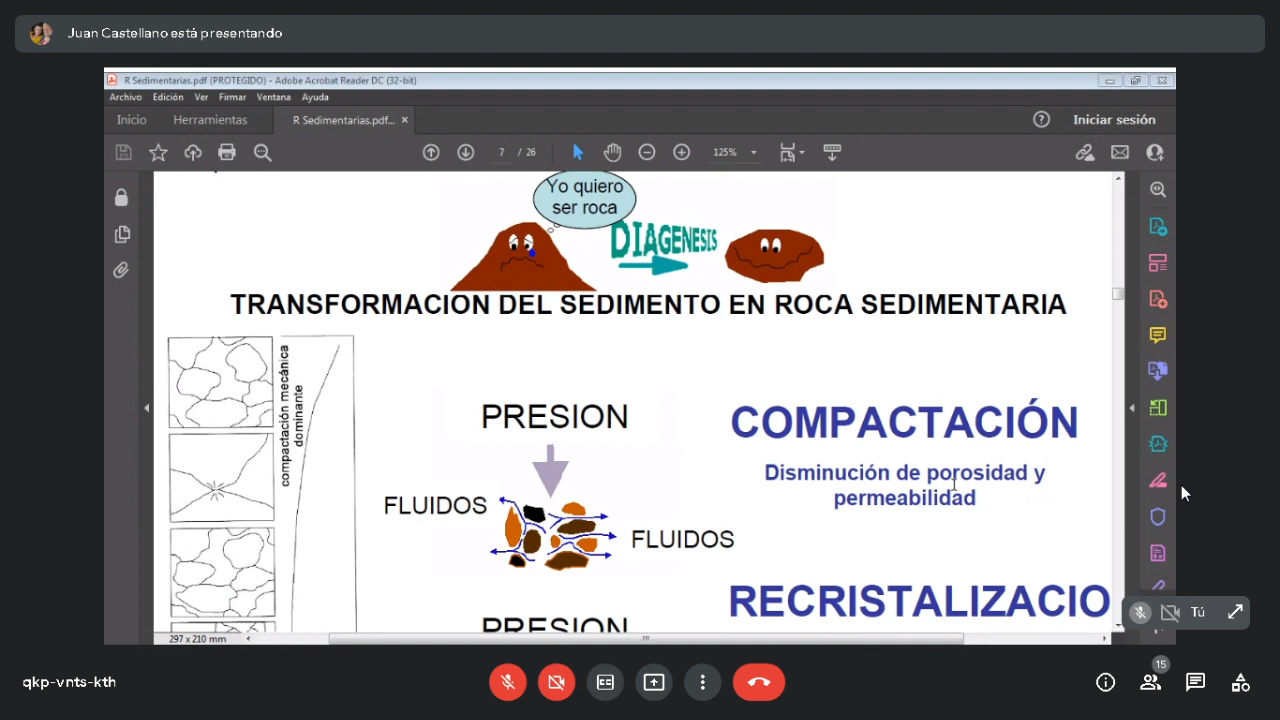 Juan Castellano está presentando
R Sedimentarias.pdf (PROTEGIDO) - Adobe Acrobat Reader DC (32-bit)
Archivo Edición Ver Firmar Ventana Ayuda
Inicio Herramientas R Sedimentarias.pdf... × Iniciar sesión
7 / 26 125%
Yo quiero
ser roca
DIAGENESIS
TRANSFORMACION DEL SEDIMENTO EN ROCA SEDIMENTARIA
compactación mecánica
dominante
PRESION
COMPACTACIÓN
Disminución de porosidad y
permeabilidad
FLUIDOS
FLUIDOS
RECRISTALIZACIO
PRESION
Tú
297 x 210 mm
15
qkp-vnts-kth